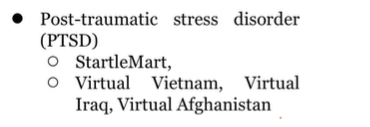 ● Post-traumatic stress disorder
(PTSD)
○ StartleMart,
○ Virtual Vietnam, Virtual
Iraq, Virtual Afghanistan